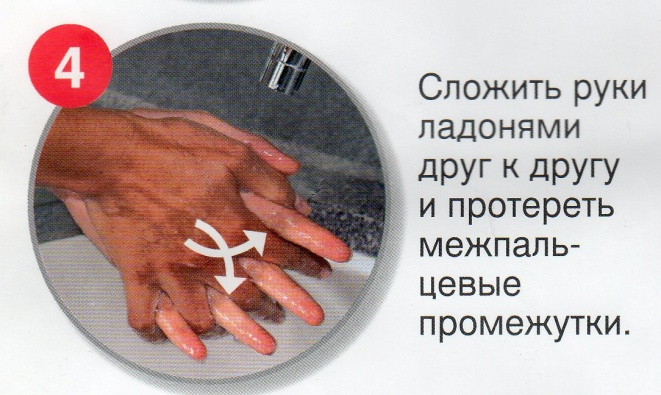 4
Сложить руки
ладонями
друг к другу
и протереть
межпаль-
цевые
промежутки.